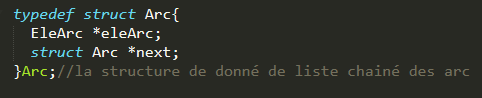 typedef struct Arc{
EleArc *eleArc;
struct Arc *next;
}Arc;//la structure de donné de liste chainé des arc